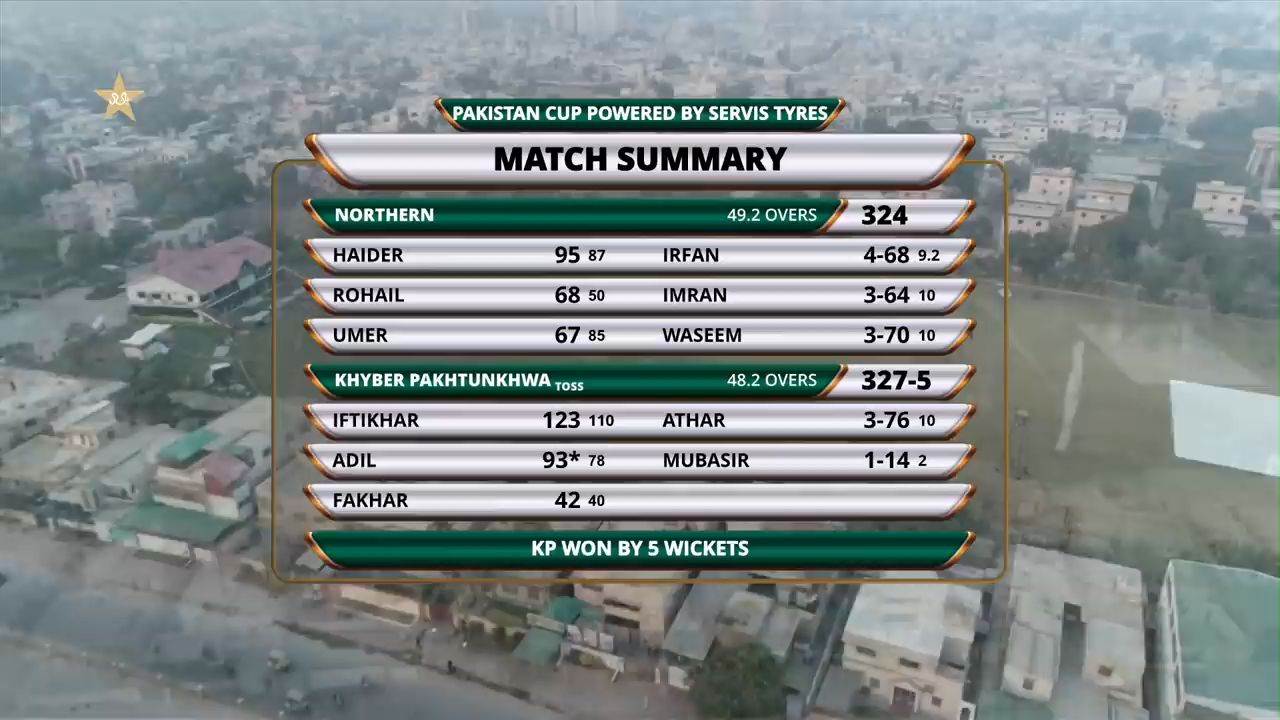 PAKISTAN CUP POWERED BY SERVIS TYRES
MATCH SUMMARY
NORTHERN 49.2 OVERS 324
HAIDER 95 87 IRFAN 4-68 9.2
ROHAIL 68 50 IMRAN 3-64 10
UMER 67 85 WASEEM 3-70 10
KHYBER PAKHTUNKHWA TOSS 48.2 OVERS 327-5
IFTIKHAR 123 110 ATHAR 3-76 10
ADIL 93* 78 MUBASIR 1-14 2
FAKHAR 42 40
KP WON BY 5 WICKETS